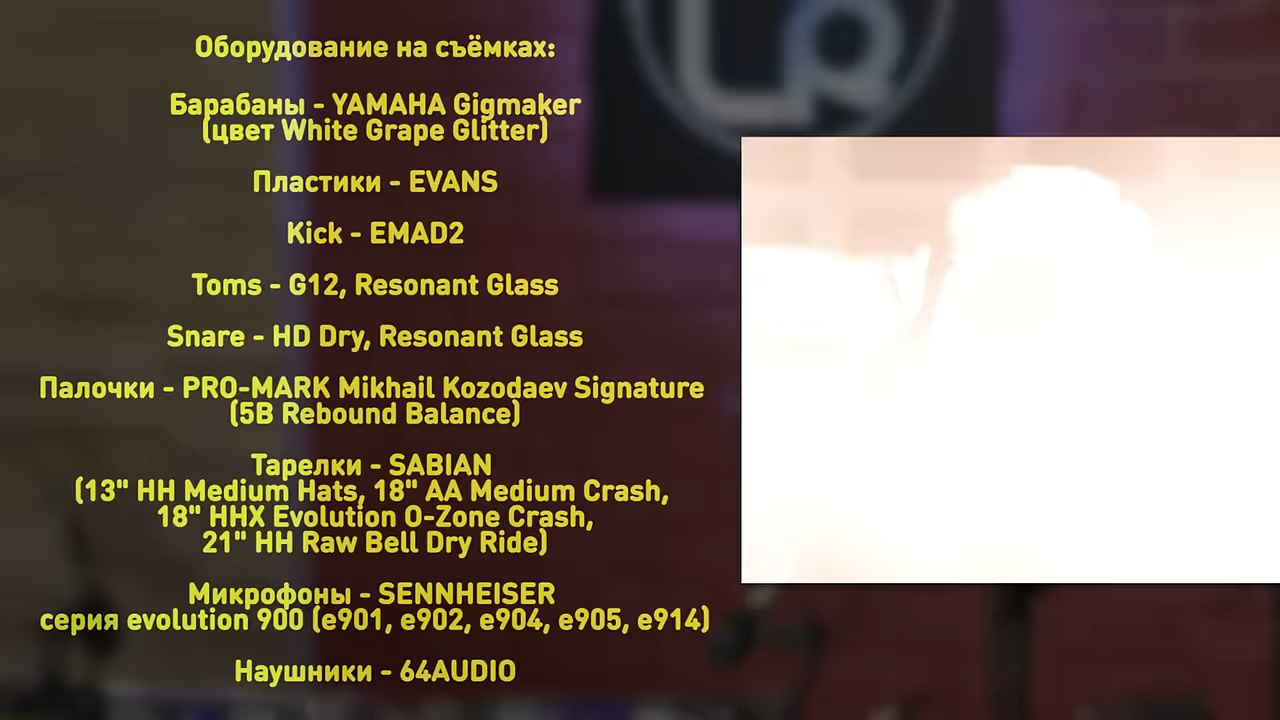 Оборудование на съёмках:
Барабаны - YAMAHA Gigmaker
(цвет White Grape Glitter)
Пластики - EVANS
Kick - EMAD2
Toms - G12, Resonant Glass
Snare - HD Dry, Resonant Glass
Палочки - PRO-MARK Mikhail Kozodaev Signature
(5B Rebound Balance)
Тарелки - SABIAN
(13" HH Medium Hats, 18" AA Medium Crash,
18" HHX Evolution O-Zone Crash,
21" HH Raw Bell Dry Ride)
Микрофоны - SENNHEISER
серия evolution 900 (e901, e902, e904, e905, e914)
Наушники - 64AUDIO